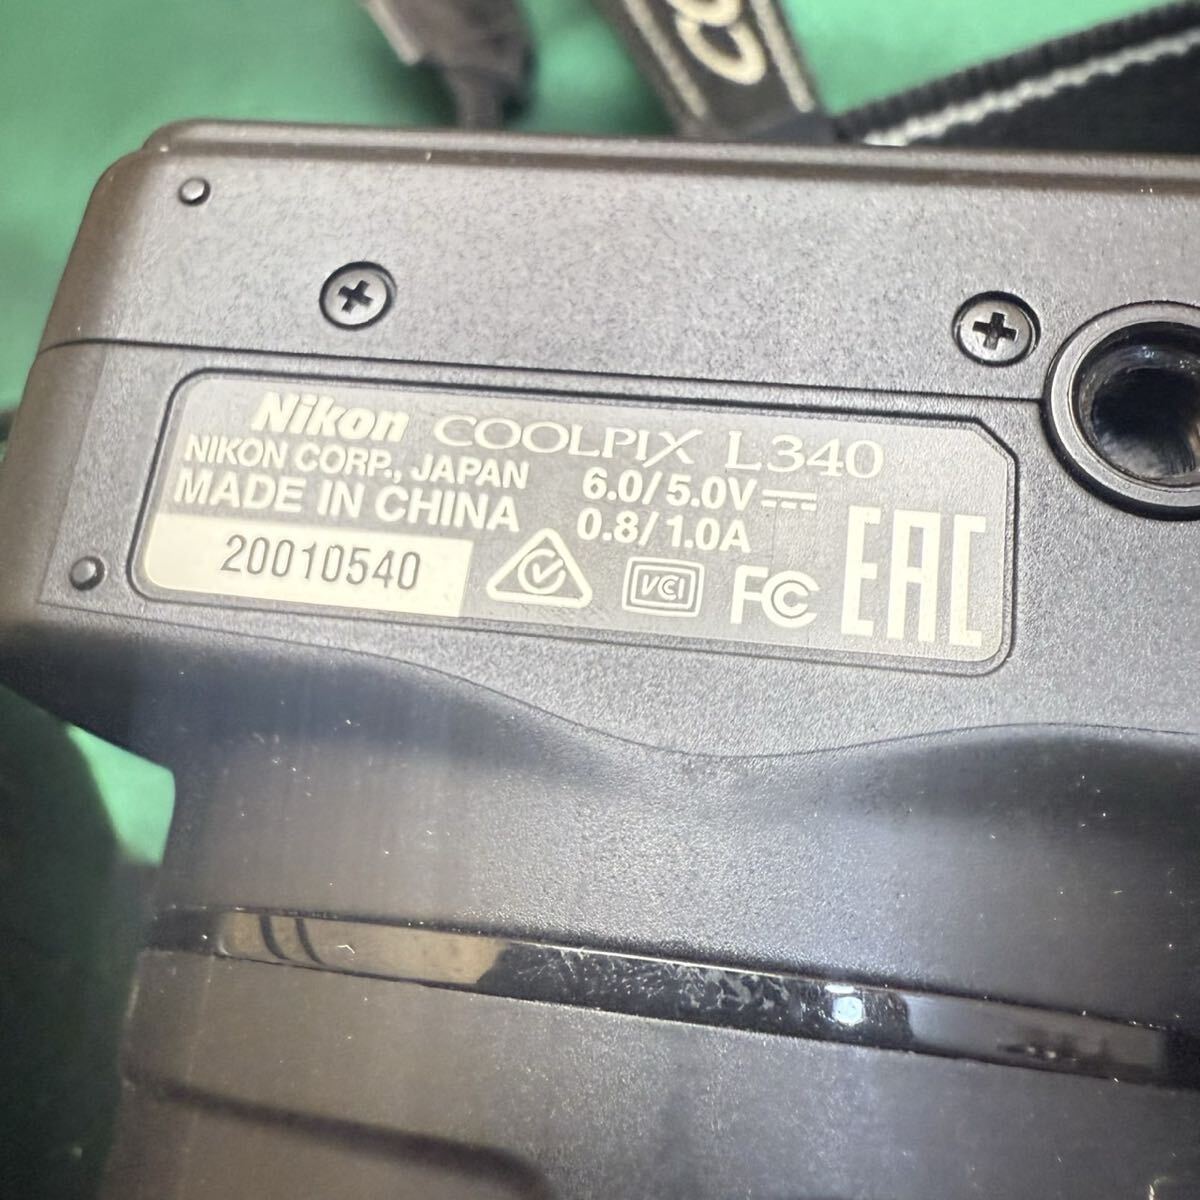 Nikon COOLPIX L340
NIKON CORP., JAPAN 6.0/5.0V
MADE IN CHINA 0.8/1.0A
20010540
VCI FC EAC